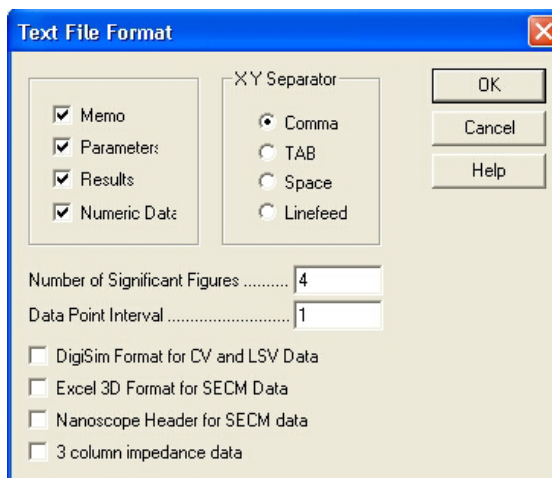 Text File Format
Memo
Parameters
Results
Numeric Data
X Y Separator
Comma
TAB
Space
Linefeed
OK
Cancel
Help
Number of Significant Figures .......... 4
Data Point Interval ........................... 1
DigiSim Format for CV and LSV Data
Excel 3D Format for SECM Data
Nanoscope Header for SECM data
3 column impedance data